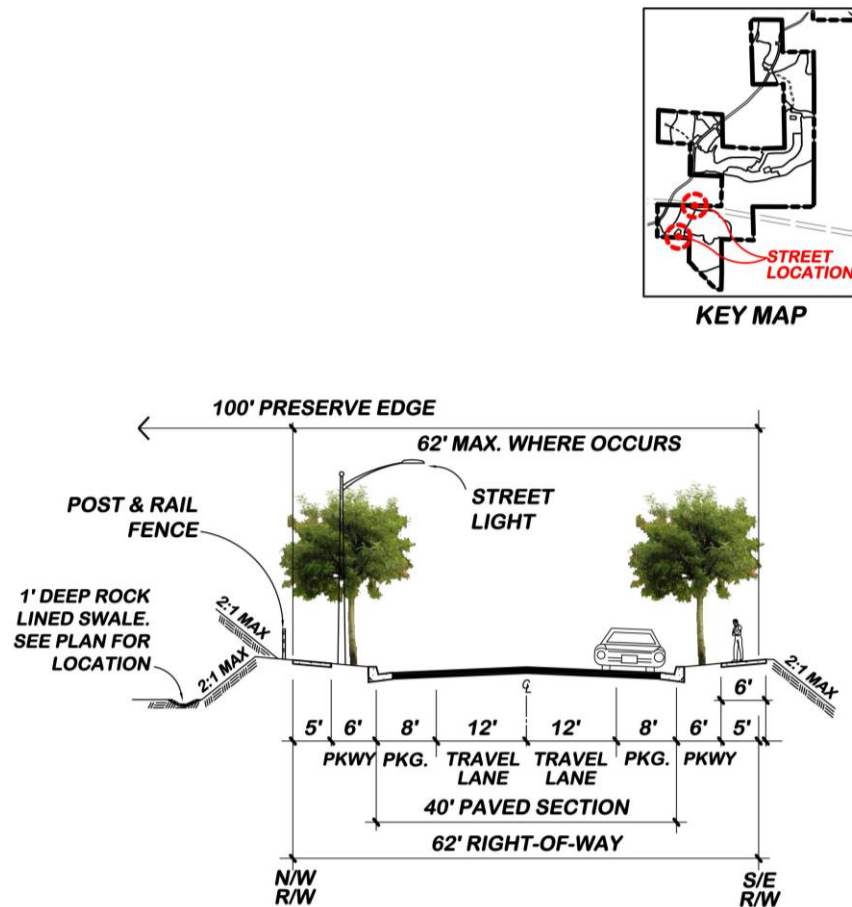 STREET
LOCATION
KEY MAP
100' PRESERVE EDGE
62' MAX. WHERE OCCURS
POST & RAIL
FENCE
STREET
LIGHT
1' DEEP ROCK
LINED SWALE.
SEE PLAN FOR
LOCATION
2:1 MAX
2:1 MAX
2:1 MAX
℄
6'
5' 6' 8' 12' 12' 8' 6' 5'
PKWY PKG. TRAVEL LANE TRAVEL LANE PKG. PKWY
40' PAVED SECTION
62' RIGHT-OF-WAY
N/W
R/W
S/E
R/W